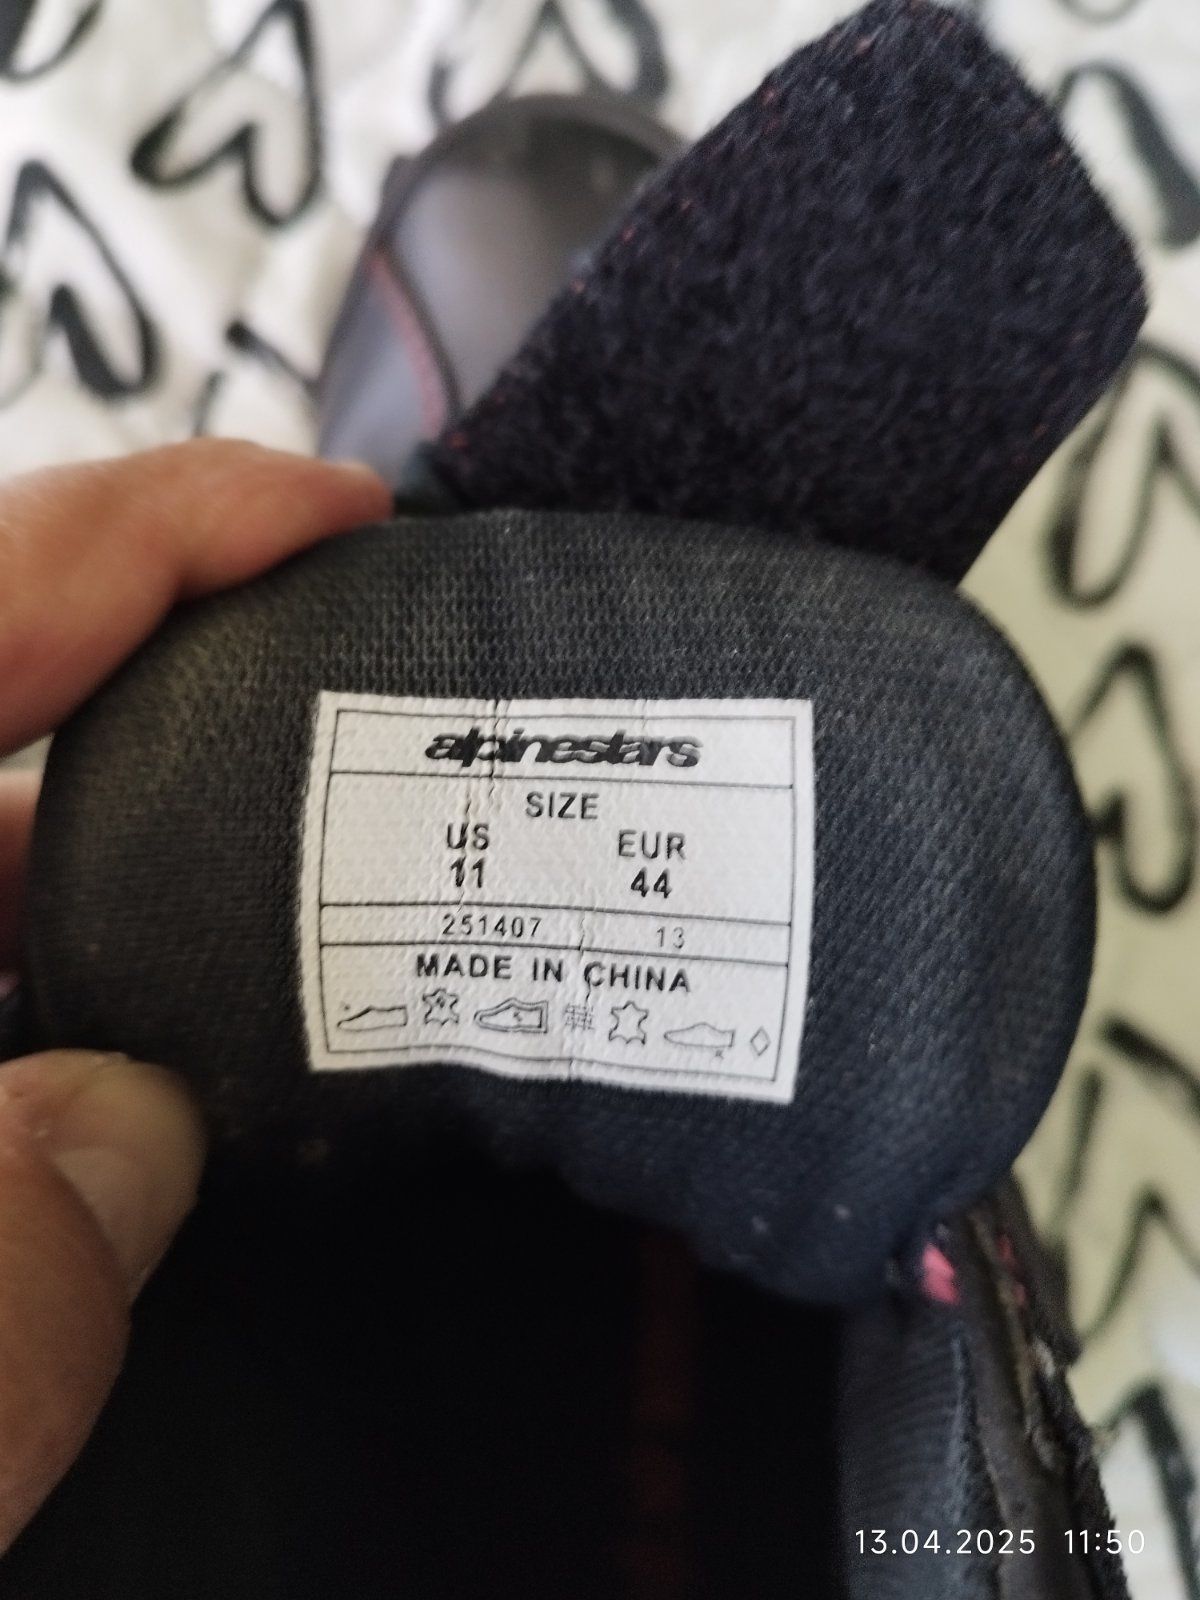 alpinestars
SIZE
US EUR
11 44
251407 13
MADE IN CHINA
13.04.2025 11:50